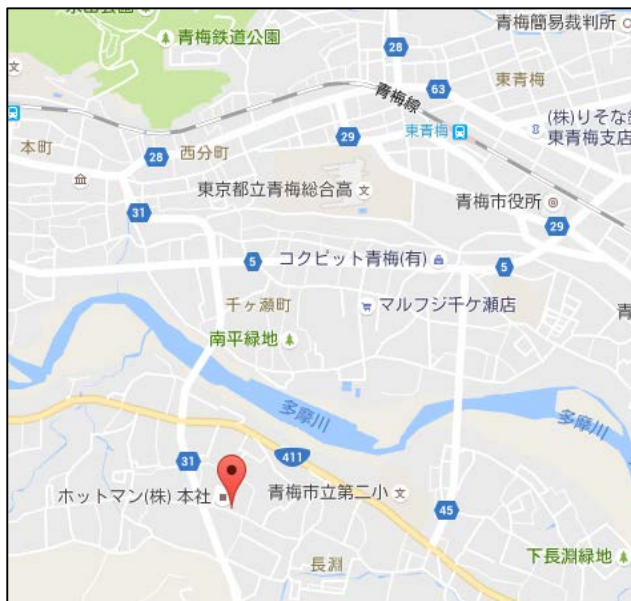 青梅鉄道公園
青梅簡易裁判所
28
東青梅
63
青梅線
(株)りそな
東青梅支店
文
本町
28
西分町
29
東青梅
東京都立青梅総合高
文
青梅市役所
31
29
5
コクピット青梅(有)
5
千ヶ瀬町
マルフジ千ケ瀬店
青
南平緑地
多摩川
多摩川
411
31
ホットマン(株) 本社
青梅市立第二小
文
45
長淵
下長淵緑地